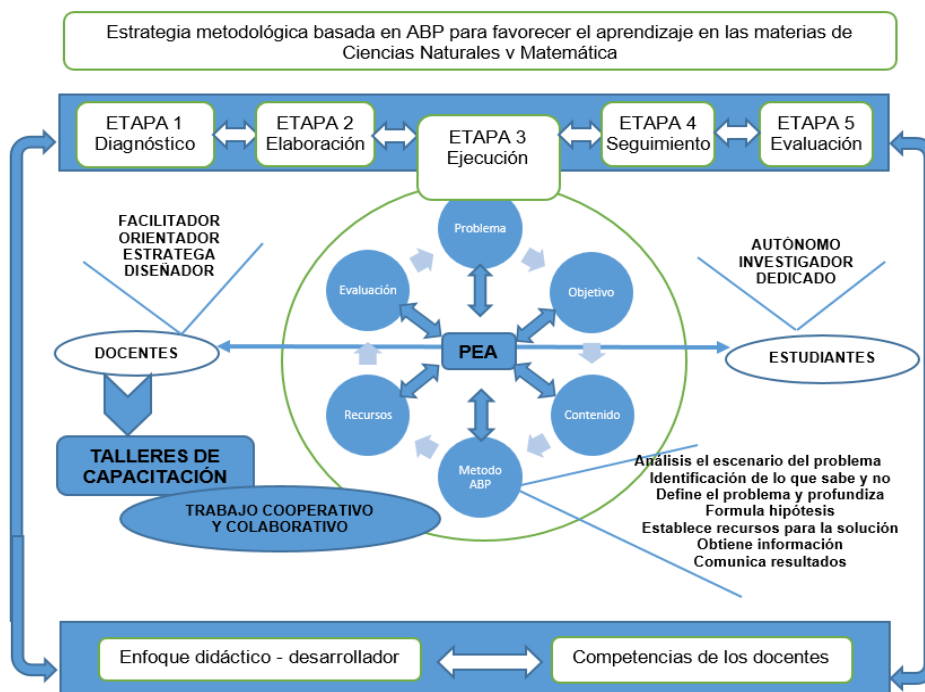 Estrategia metodológica basada en ABP para favorecer el aprendizaje en las materias de
Ciencias Naturales v Matemática
ETAPA 1
Diagnóstico
ETAPA 2
Elaboración
ETAPA 3
Ejecución
ETAPA 4
Seguimiento
ETAPA 5
Evaluación
FACILITADOR
ORIENTADOR
ESTRATEGA
DISEÑADOR
AUTÓNOMO
INVESTIGADOR
DEDICADO
Problema
Evaluación
Objetivo
DOCENTES
PEA
ESTUDIANTES
Recursos
Contenido
Metodo
ABP
TALLERES DE
CAPACITACIÓN
TRABAJO COOPERATIVO
Y COLABORATIVO
Análisis el escenario del problema
Identificación de lo que sabe y no
Define el problema y profundiza
Formula hipótesis
Establece recursos para la solución
Obtiene información
Comunica resultados
Enfoque didáctico - desarrollador
Competencias de los docentes